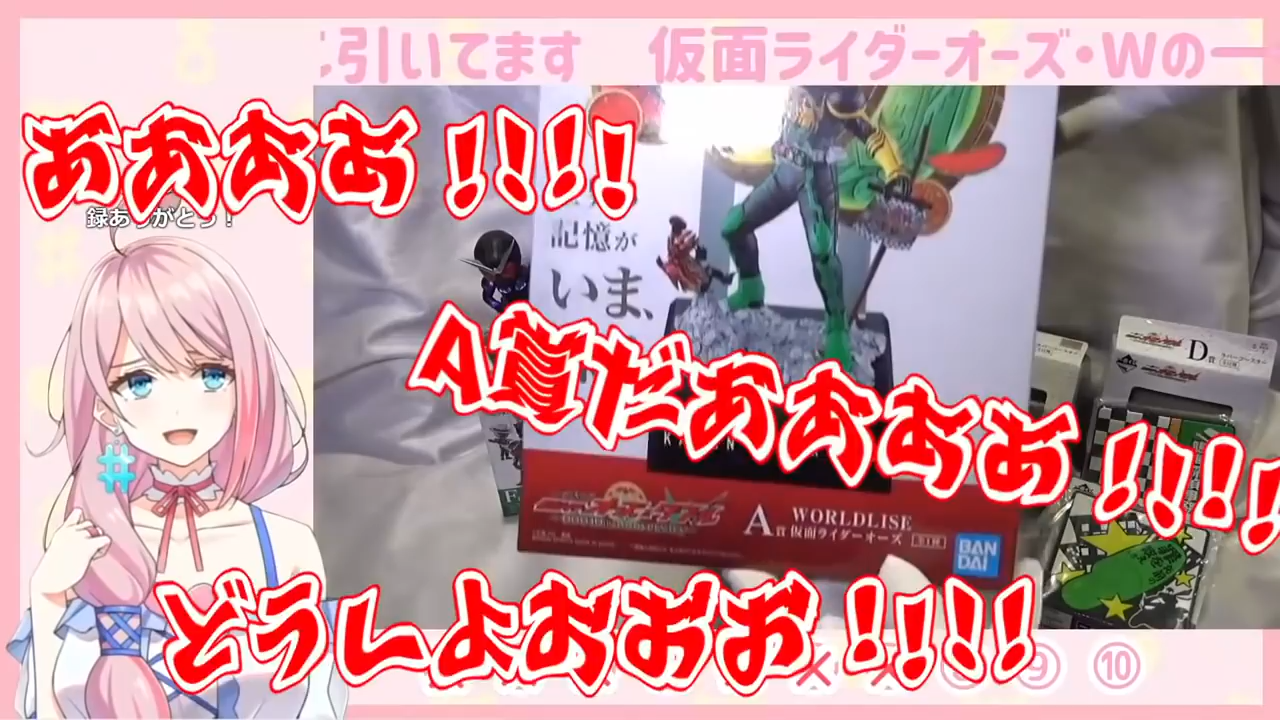 引いてます 仮面ライダーオーズ・Wの一
ああああ!!!!
録ありがとう!
記憶が
いま、
A賞だああああ!!!!
D賞
A賞
WORLDLISE
仮面ライダーオーズ
BAN
DAI
どうしよおおお!!!!
⑨ ⑩